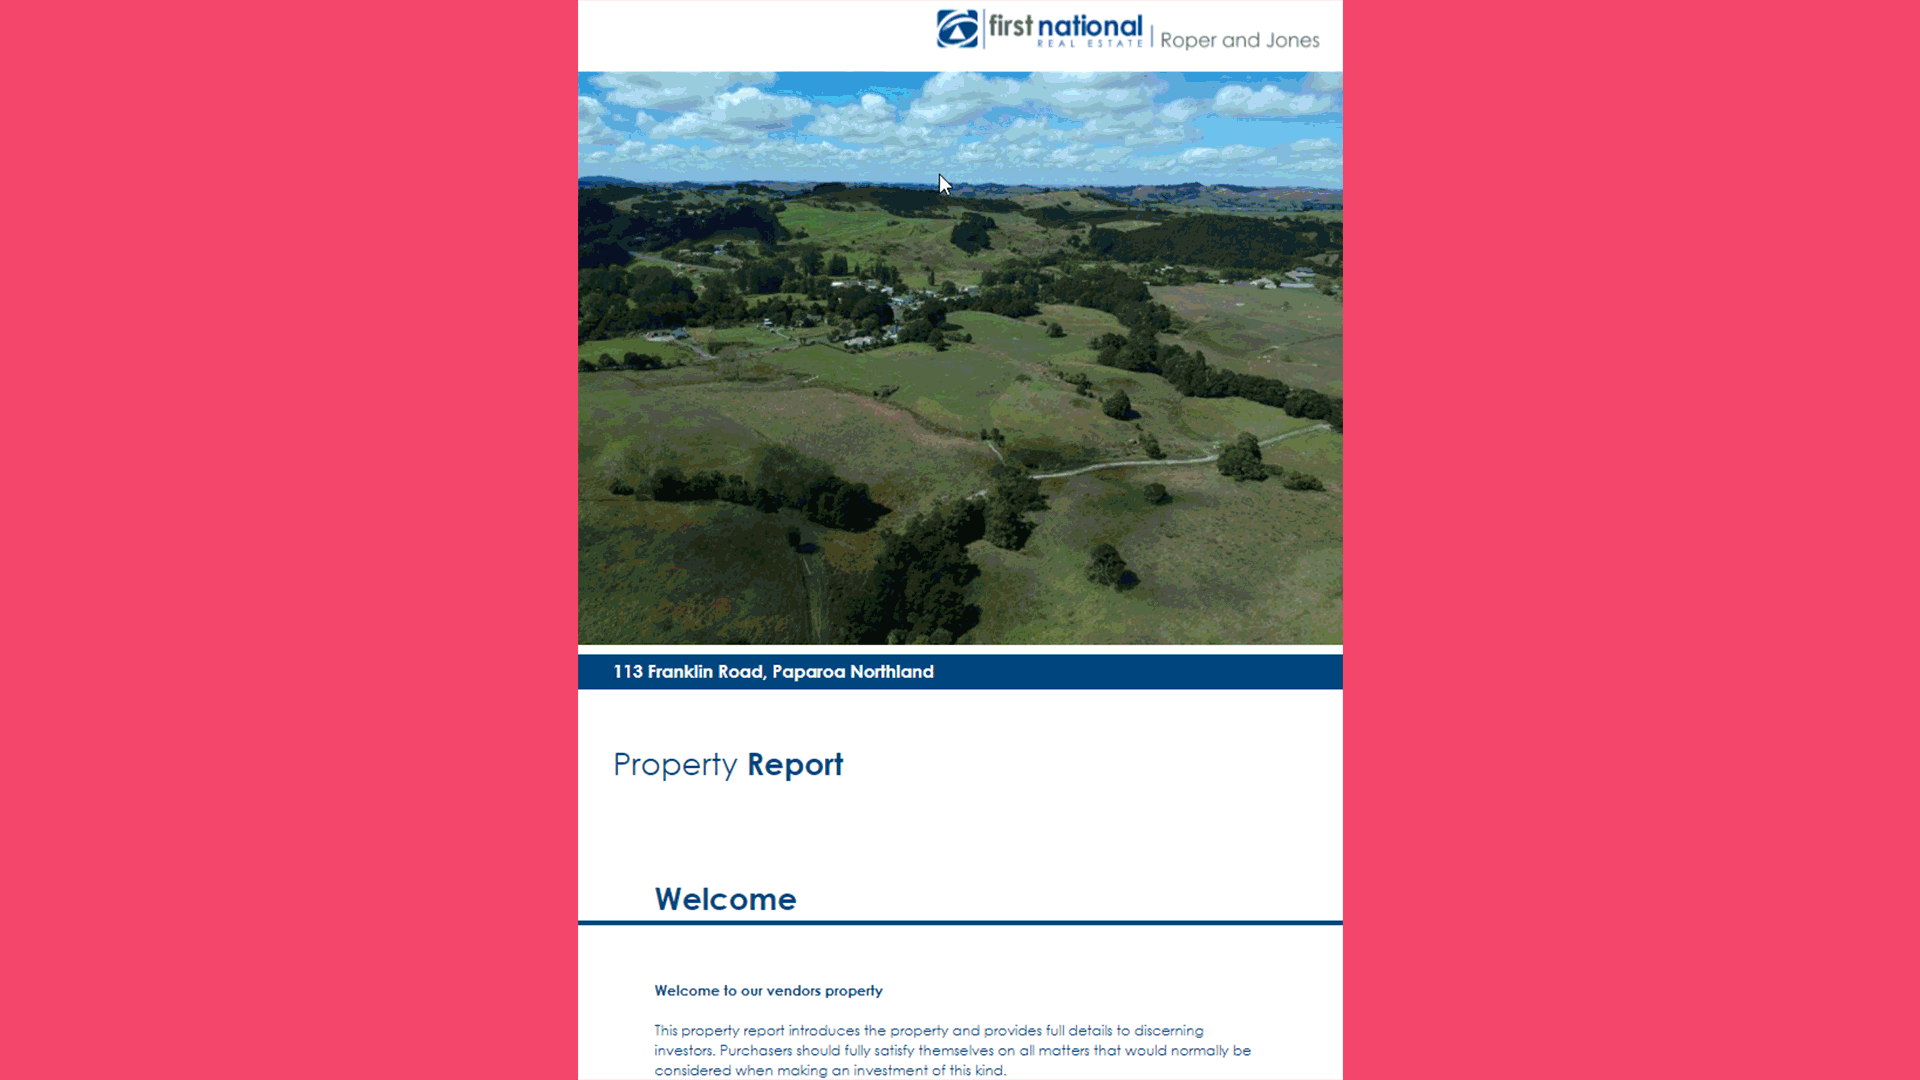 first national
REAL ESTATE
Roper and Jones
113 Franklin Road, Paparoa Northland
Property Report
Welcome
Welcome to our vendors property
This property report introduces the property and provides full details to discerning
investors. Purchasers should fully satisfy themselves on all matters that would normally be
considered when making an investment of this kind.